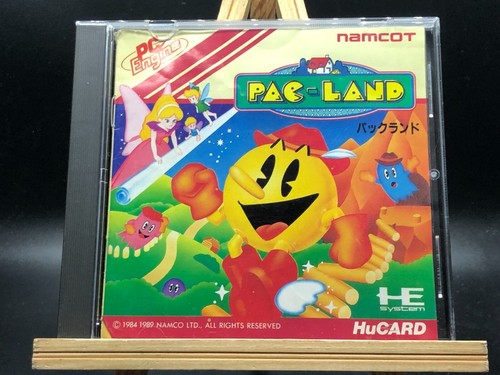 PC Engine
namcot
PAC-LAND
パックランド
HE
system
© 1984 1989 NAMCO LTD., ALL RIGHTS RESERVED
HuCARD